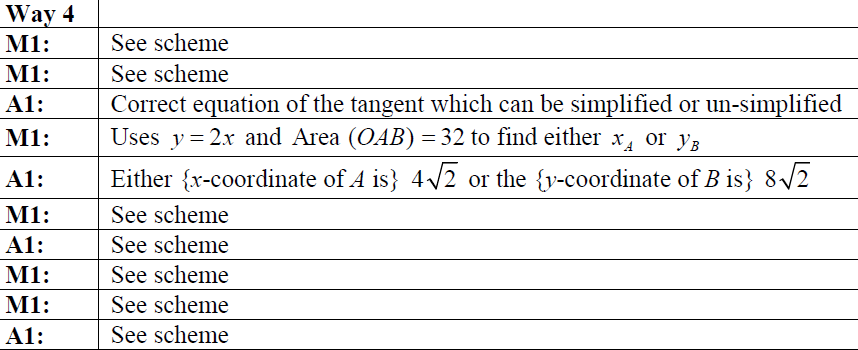 Way 4
M1: See scheme
M1: See scheme
A1: Correct equation of the tangent which can be simplified or un-simplified
M1: Uses y = 2x and Area (OAB) = 32 to find either x_A or y_B
A1: Either {x-coordinate of A is} 4√2 or the {y-coordinate of B is} 8√2
M1: See scheme
A1: See scheme
M1: See scheme
M1: See scheme
A1: See scheme